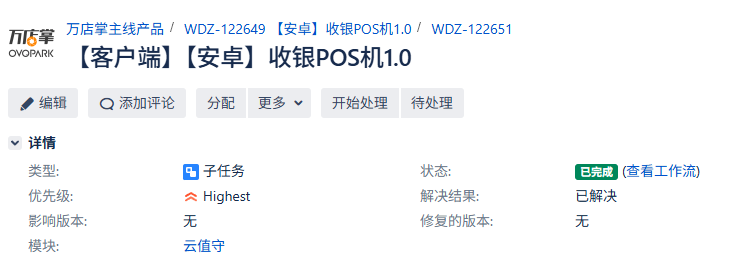 万店掌
OVOPARK
万店掌主线产品 / WDZ-122649 【安卓】收银POS机1.0 / WDZ-122651
【客户端】【安卓】收银POS机1.0
编辑 添加评论 分配 更多 开始处理 待处理
详情
类型: 子任务 状态: 已完成 (查看工作流)
优先级: Highest 解决结果: 已解决
影响版本: 无 修复的版本: 无
模块: 云值守